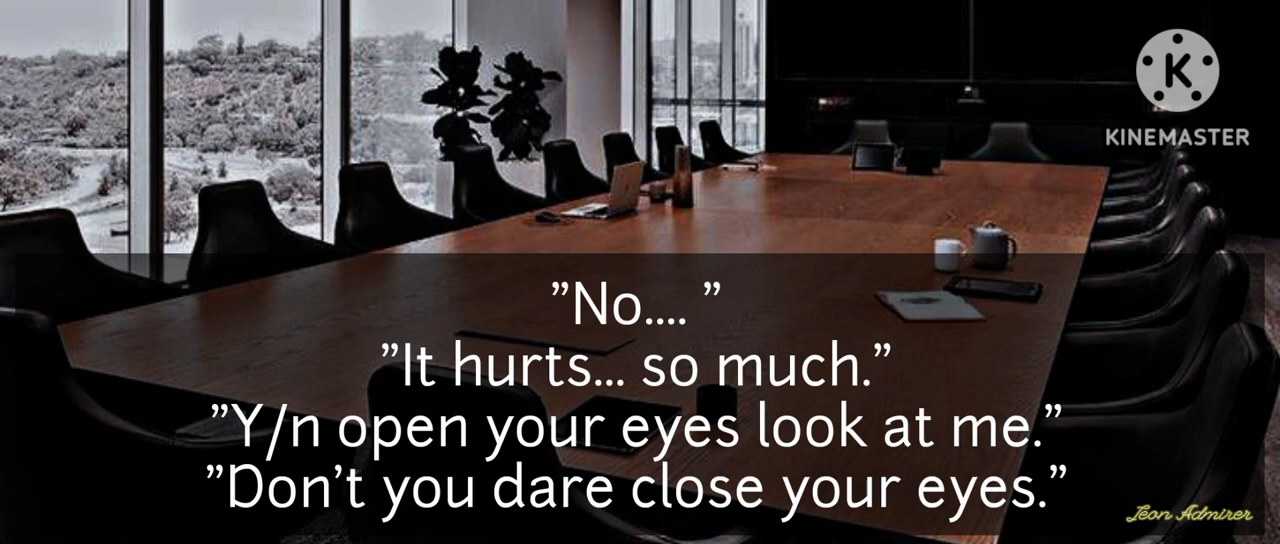 KINEMASTER
"No.... "
"It hurts... so much."
"Y/n open your eyes look at me."
"Don't you dare close your eyes."
Leon Admirer